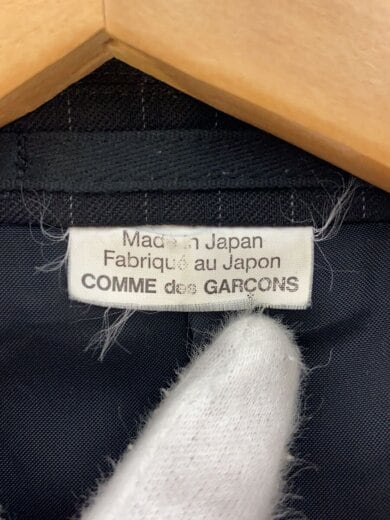 Made in Japan
Fabriqué au Japon
COMME des GARCONS